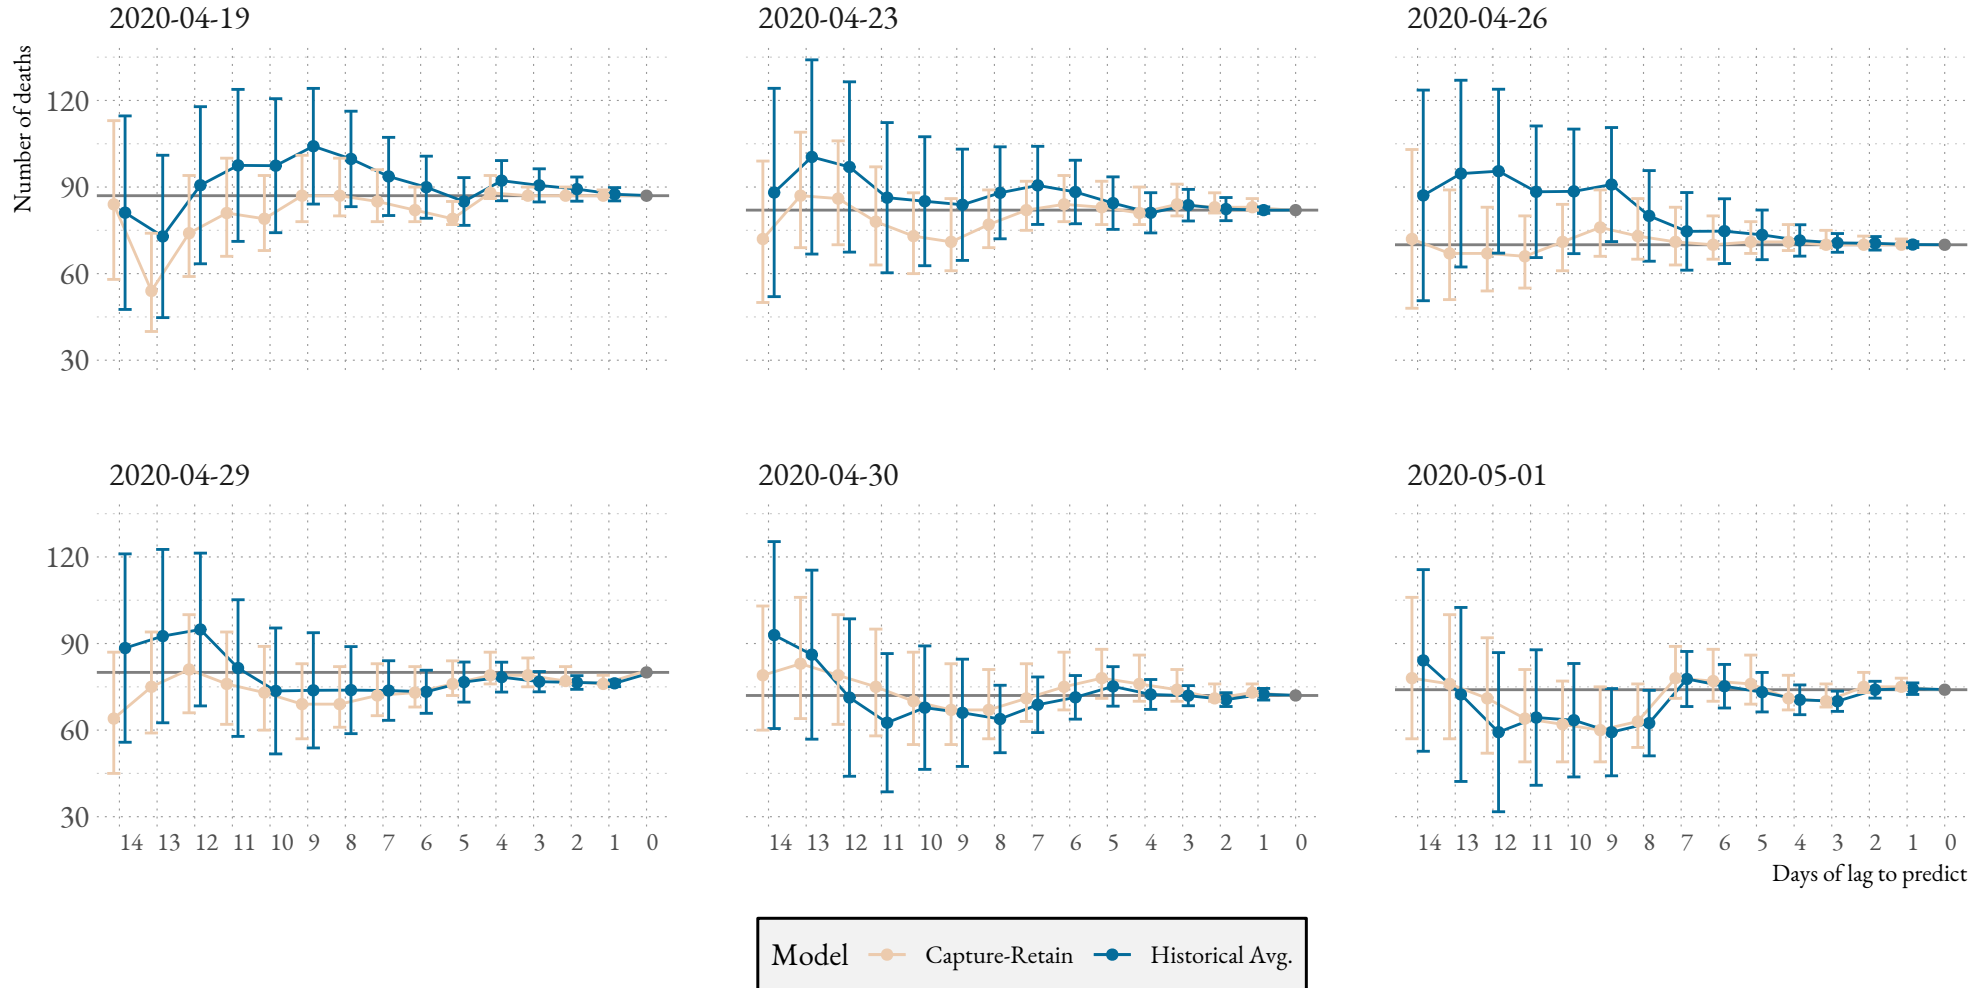 2020-04-19 2020-04-23 2020-04-26
Number of deaths
120
90
60
30
2020-04-29 2020-04-30 2020-05-01
120
90
60
30
14 13 12 11 10 9 8 7 6 5 4 3 2 1 0 14 13 12 11 10 9 8 7 6 5 4 3 2 1 0 14 13 12 11 10 9 8 7 6 5 4 3 2 1 0
Days of lag to predict
Model Capture-Retain Historical Avg.